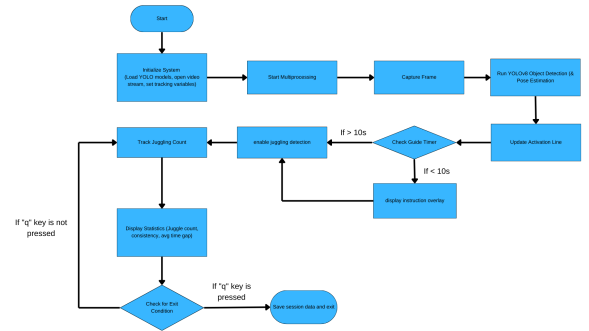 Start
Initialize System
(Load YOLO models, open video
stream, set tracking variables)
Start Multiprocessing
Capture Frame
Run YOLOv8 Object Detection (&
Pose Estimation
Update Activation Line
Check Guide Timer
If > 10s
If < 10s
display instruction overlay
enable juggling detection
Track Juggling Count
Display Statistics (Juggle count,
consistency, avg time gap)
Check for Exit
Condition
If "q" key is not
pressed
If "q" key is
pressed
Save session data and exit